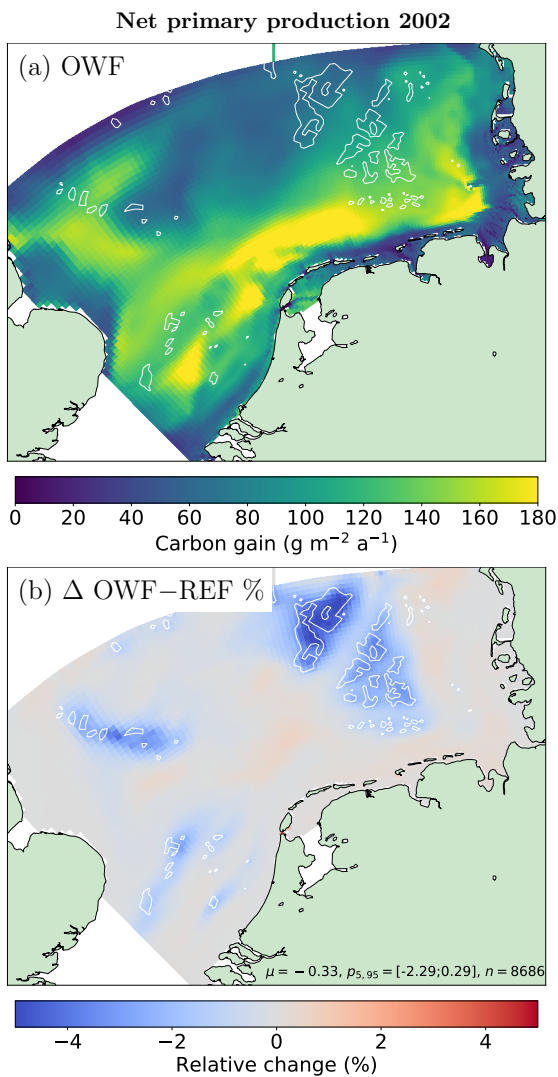 Net primary production 2002
(a) OWF
0 20 40 60 80 100 120 140 160 180
Carbon gain (g m⁻² a⁻¹)
(b) Δ OWF−REF %
μ = − 0.33, p₅,₉₅ = [-2.29;0.29], n = 8686
−4 −2 0 2 4
Relative change (%)